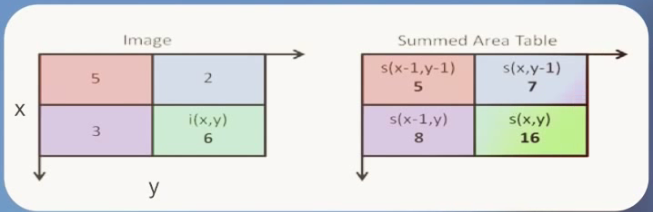 Image
Summed Area Table
5
2
s(x-1,y-1)
5
s(x,y-1)
7
x
3
i(x,y)
6
s(x-1,y)
8
s(x,y)
16
y